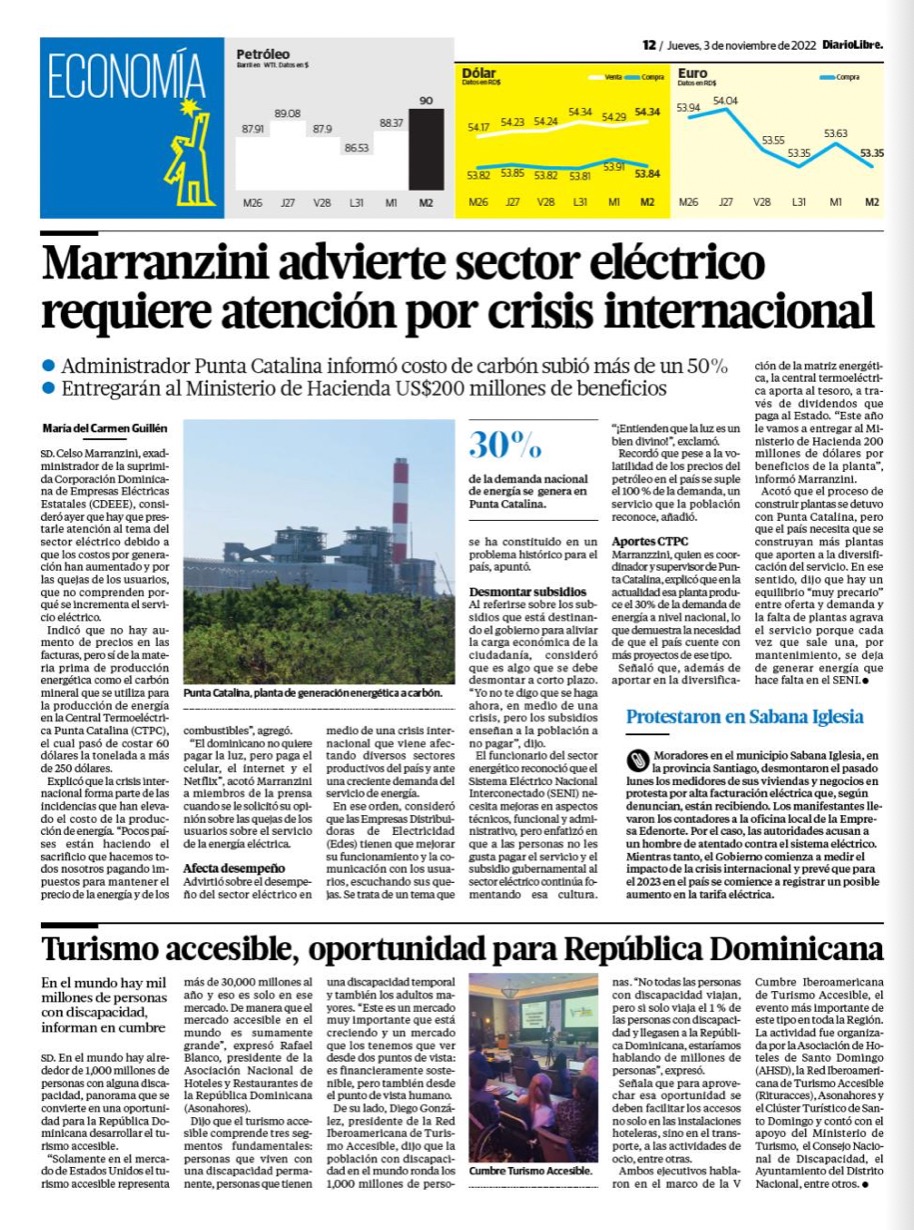 12 / Jueves, 3 de noviembre de 2022 DiarioLibre.
ECONOMÍA
Petróleo
Barril en WTI. Datos en $
87.91
89.08
87.9
86.53
88.37
90
M26 J27 V28 L31 M1 M2
Dólar
Datos en RD$
Venta Compra
54.17
54.23
54.24
54.34
54.29
54.34
53.82
53.85
53.82
53.81
53.91
53.84
M26 J27 V28 L31 M1 M2
Euro
Datos en RD$
Compra
53.94
54.04
53.55
53.35
53.63
53.35
M26 J27 V28 L31 M1 M2
Marranzini advierte sector eléctrico
requiere atención por crisis internacional
● Administrador Punta Catalina informó costo de carbón subió más de un 50%
● Entregarán al Ministerio de Hacienda US$200 millones de beneficios
María del Carmen Guillén
SD. Celso Marranzini, exad-
ministrador de la suprimi-
da Corporación Dominica-
na de Empresas Eléctricas
Estatales (CDEEE), consi-
deró ayer que hay que pres-
tarle atención al tema del
sector eléctrico debido a
que los costos por genera-
ción han aumentado y por
las quejas de los usuarios,
que no comprenden por-
qué se incrementa el servi-
cio eléctrico.
Indicó que no hay au-
mento de precios en las
facturas, pero sí de la mate-
ria prima de producción
energética como el carbón
mineral que se utiliza para
la producción de energía
en la Central Termoeléctri-
ca Punta Catalina (CTPC),
el cual pasó de costar 60
dólares la tonelada a más
de 250 dólares.
Explicó que la crisis inter-
nacional forma parte de las
incidencias que han eleva-
do el costo de la produc-
ción de energía. “Pocos paí-
ses están haciendo el
sacrificio que hacemos to-
dos nosotros pagando im-
puestos para mantener el
precio de la energía y de los
Punta Catalina, planta de generación energética a carbón.
combustibles”, agregó.
“El dominicano no quiere
pagar la luz, pero paga el
celular, el internet y el
Netflix”, acotó Marranzini
a miembros de la prensa
cuando se le solicitó su opi-
nión sobre las quejas de los
usuarios sobre el servicio
de la energía eléctrica.
Afecta desempeño
Advirtió sobre el desempe-
ño del sector eléctrico en
medio de una crisis inter-
nacional que viene afec-
tando diversos sectores
productivos del país y ante
una creciente demanda del
servicio de energía.
En ese orden, consideró
que las Empresas Distribui-
doras de Electricidad
(Edes) tienen que mejorar
su funcionamiento y la co-
municación con los usua-
rios, escuchando sus que-
jas. Se trata de un tema que
30%
de la demanda nacional
de energía se genera en
Punta Catalina.
se ha constituido en un
problema histórico para el
país, apuntó.
Desmontar subsidios
Al referirse sobre los sub-
sidios que está destinan-
do el gobierno para aliviar
la carga económica de la
ciudadanía, consideró
que es algo que se debe
desmontar a corto plazo.
“Yo no te digo que se haga
ahora, en medio de una
crisis, pero los subsidios
enseñan a la población a
no pagar”, dijo.
El funcionario del sector
energético reconoció que el
Sistema Eléctrico Nacional
Interconectado (SENI) ne-
cesita mejoras en aspectos
técnicos, funcional y admi-
nistrativo, pero enfatizó en
que a las personas no les
gusta pagar el servicio y el
subsidio gubernamental al
sector eléctrico continúa fo-
mentando esa cultura.
“¡Entienden que la luz es un
bien divino!”, exclamó.
Recordó que pese a la vo-
latilidad de los precios del
petróleo en el país se suple
el 100 % de la demanda, un
servicio que la población
reconoce, añadió.
Aportes CTPC
Marranzzini, quien es coor-
dinador y supervisor de Pun-
ta Catalina, explicó que en la
actualidad esa planta produ-
ce el 30% de la demanda de
energía a nivel nacional, lo
que demuestra la necesidad
de que el país cuente con
más proyectos de ese tipo.
Señaló que, además de
aportar en la diversifica-
ción de la matriz energéti-
ca, la central termoeléctri-
ca aporta al tesoro, a tra-
vés de dividendos que
paga al Estado. “Este año
le vamos a entregar al Mi-
nisterio de Hacienda 200
millones de dólares por
beneficios de la planta”,
informó Marranzini.
Acotó que el proceso de
construir plantas se detuvo
con Punta Catalina, pero
que el país necesita que se
construyan más plantas
que aporten a la diversifi-
cación del servicio. En ese
sentido, dijo que hay un
equilibrio “muy precario”
entre oferta y demanda y
la falta de plantas agrava
el servicio porque cada
vez que sale una, por
mantenimiento, se deja
de generar energía que
hace falta en el SENI. ●
Protestaron en Sabana Iglesia
Moradores en el municipio Sabana Iglesia, en
la provincia Santiago, desmontaron el pasado
lunes los medidores de sus viviendas y negocios en
protesta por alta facturación eléctrica que, según
denuncian, están recibiendo. Los manifestantes lle-
varon los contadores a la oficina local de la Empre-
sa Edenorte. Por el caso, las autoridades acusan a
un hombre de atentado contra el sistema eléctrico.
Mientras tanto, el Gobierno comienza a medir el
impacto de la crisis internacional y prevé que para
el 2023 en el país se comience a registrar un posible
aumento en la tarifa eléctrica.
Turismo accesible, oportunidad para República Dominicana
En el mundo hay mil
millones de personas
con discapacidad,
informan en cumbre
SD. En el mundo hay alre-
dedor de 1,000 millones de
personas con alguna disca-
pacidad, panorama que se
convierte en una oportuni-
dad para la República Do-
minicana desarrollar el tu-
rismo accesible.
“Solamente en el merca-
do de Estados Unidos el tu-
rismo accesible representa
más de 30,000 millones al
año y eso es solo en ese
mercado. De manera que el
mercado accesible en el
mundo es sumamente
grande”, expresó Rafael
Blanco, presidente de la
Asociación Nacional de
Hoteles y Restaurantes de
la República Dominicana
(Asonahores).
Dijo que el turismo acce-
sible comprende tres seg-
mentos fundamentales:
personas que viven con
una discapacidad perma-
nente, personas que tienen
una discapacidad temporal
y también los adultos ma-
yores. “Este es un mercado
muy importante que está
creciendo y un mercado
que los tenemos que ver
desde dos puntos de vista:
es financieramente soste-
nible, pero también desde
el punto de vista humano.
De su lado, Diego Gonzá-
lez, presidente de la Red
Iberoamericana de Turis-
mo Accesible, dijo que la
población con discapaci-
dad en el mundo ronda los
1,000 millones de perso-
Cumbre Turismo Accesible.
nas. “No todas las personas
con discapacidad viajan,
pero si solo viaja el 1 % de
las personas con discapaci-
dad y llegasen a la Repúbli-
ca Dominicana, estaríamos
hablando de millones de
personas”, expresó.
Señala que para aprove-
char esa oportunidad se
deben facilitar los accesos
no solo en las instalaciones
hoteleras, sino en el trans-
porte, a las actividades de
ocio, entre otras.
Ambos ejecutivos habla-
ron en el marco de la V
Cumbre Iberoamericana
de Turismo Accesible, el
evento más importante de
este tipo en toda la Región.
La actividad fue organiza-
da por la Asociación de Ho-
teles de Santo Domingo
(AHSD), la Red Iberoameri-
cana de Turismo Accesible
(Rituracces), Asonahores y
el Clúster Turístico de San-
to Domingo y contó con el
apoyo del Ministerio de
Turismo, el Consejo Nacio-
nal de Discapacidad, el
Ayuntamiento del Distrito
Nacional, entre otros. ●